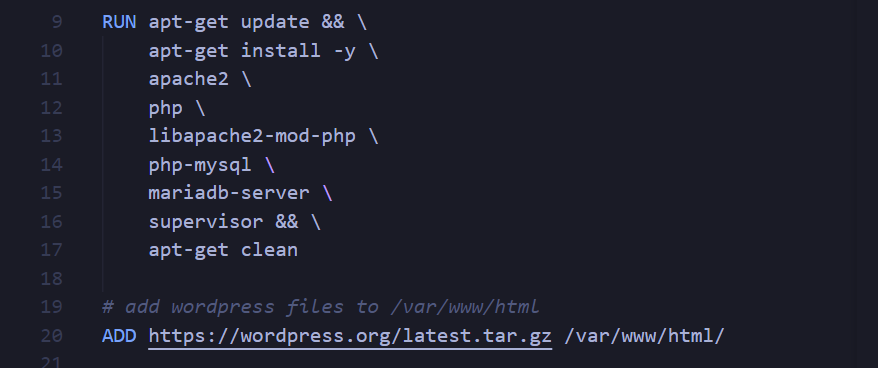 9 RUN apt-get update && \
10 apt-get install -y \
11 apache2 \
12 php \
13 libapache2-mod-php \
14 php-mysql \
15 mariadb-server \
16 supervisor && \
17 apt-get clean
18
19 # add wordpress files to /var/www/html
20 ADD https://wordpress.org/latest.tar.gz /var/www/html/
21